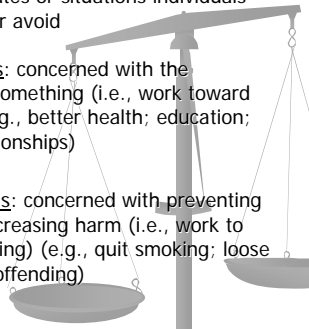 ates or situations individuals
r avoid
s: concerned with the
omething (i.e., work toward
g., better health; education;
onships)
s: concerned with preventing
creasing harm (i.e., work to
ing) (e.g., quit smoking; loose
offending)